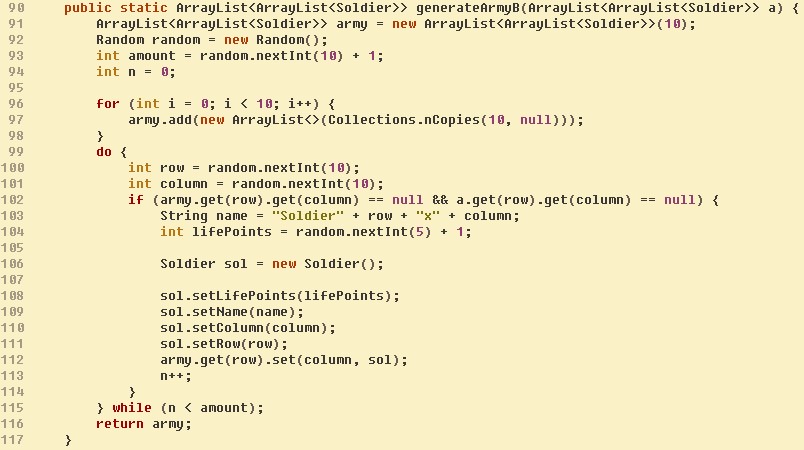 90 public static ArrayList<ArrayList<Soldier>> generateArmyB(ArrayList<ArrayList<Soldier>> a) {
91 ArrayList<ArrayList<Soldier>> army = new ArrayList<ArrayList<Soldier>>(10);
92 Random random = new Random();
93 int amount = random.nextInt(10) + 1;
94 int n = 0;
95
96 for (int i = 0; i < 10; i++) {
97 army.add(new ArrayList<>(Collections.nCopies(10, null)));
98 }
99 do {
100 int row = random.nextInt(10);
101 int column = random.nextInt(10);
102 if (army.get(row).get(column) == null && a.get(row).get(column) == null) {
103 String name = "Soldier" + row + "x" + column;
104 int lifePoints = random.nextInt(5) + 1;
105
106 Soldier sol = new Soldier();
107
108 sol.setLifePoints(lifePoints);
109 sol.setName(name);
110 sol.setColumn(column);
111 sol.setRow(row);
112 army.get(row).set(column, sol);
113 n++;
114 }
115 } while (n < amount);
116 return army;
117 }